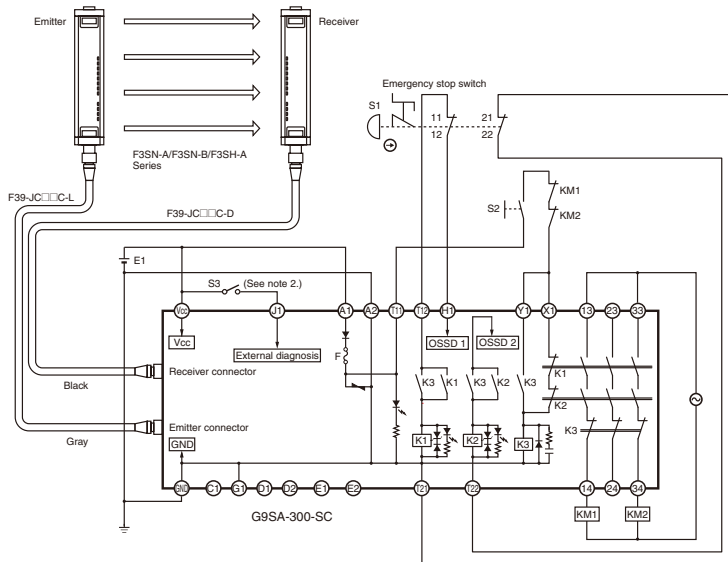 Emitter
Receiver
Emergency stop switch
S1
11
12
21
22
F3SN-A/F3SN-B/F3SH-A
Series
F39-JC□□C-L
F39-JC□□C-D
S2
KM1
KM2
E1
S3
(See note 2.)
Vcc
J1
A1
A2
T11
T12
H1
Y1
X1
13
23
33
Vcc
External diagnosis
F
OSSD 1
OSSD 2
Receiver connector
K3
K1
K3
K2
K3
K1
K2
K3
Black
Emitter connector
Gray
GND
K1
K2
K3
GND
C1
G1
D1
D2
E1
E2
T21
T22
14
24
34
G9SA-300-SC
KM1
KM2